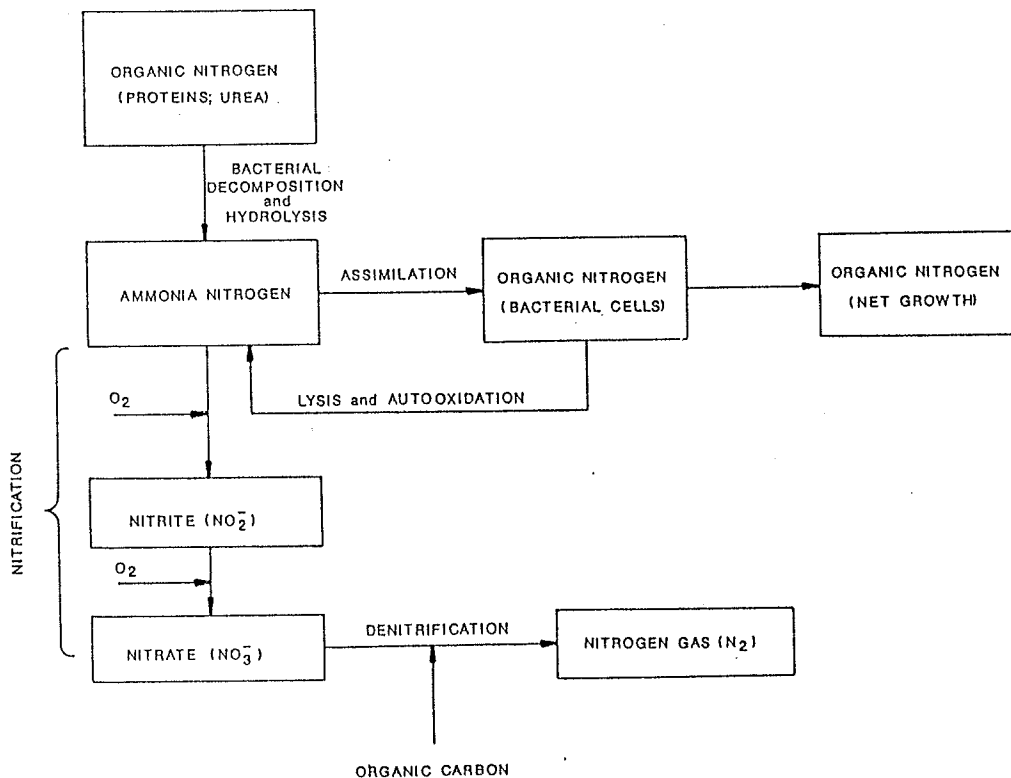 ORGANIC NITROGEN
(PROTEINS; UREA)
BACTERIAL
DECOMPOSITION
and
HYDROLYSIS
AMMONIA NITROGEN
ASSIMILATION
ORGANIC NITROGEN
(BACTERIAL CELLS)
ORGANIC NITROGEN
(NET GROWTH)
LYSIS and AUTOOXIDATION
NITRIFICATION
O₂
NITRITE (NO₂⁻)
O₂
NITRATE (NO₃⁻)
DENITRIFICATION
NITROGEN GAS (N₂)
ORGANIC CARBON